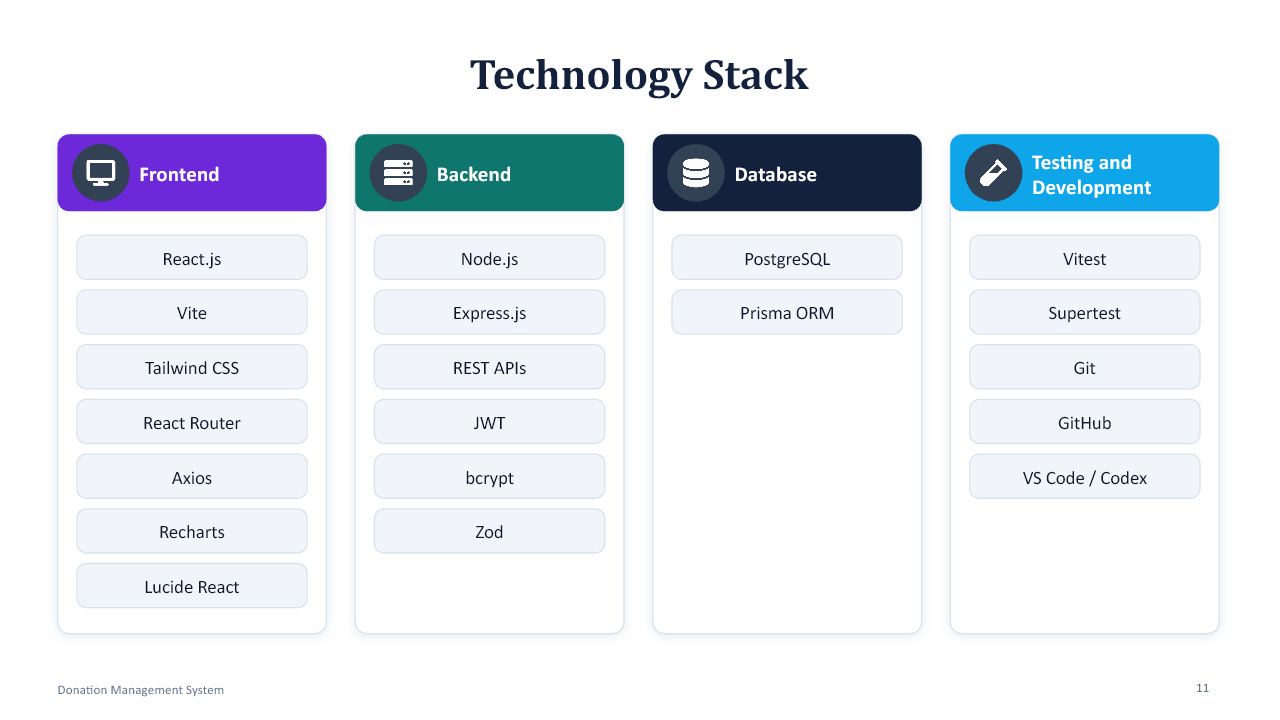 Technology Stack
Frontend
React.js
Vite
Tailwind CSS
React Router
Axios
Recharts
Lucide React
Backend
Node.js
Express.js
REST APIs
JWT
bcrypt
Zod
Database
PostgreSQL
Prisma ORM
Testing and
Development
Vitest
Supertest
Git
GitHub
VS Code / Codex
Donation Management System
11